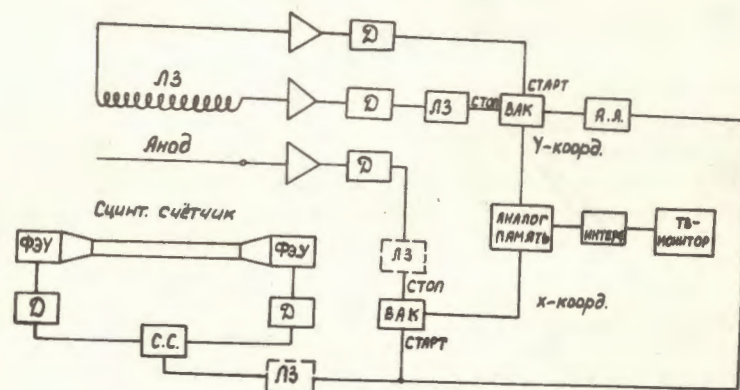 Д
ЛЗ
СТАРТ
Д
ЛЗ
СТОП
ВАК
А.А.
Анод
Д
Y-коорд.
Сцинт. счётчик
ФЭУ
ФЭУ
АНАЛОГ
ПАМЯТЬ
ИНТЕРФ
ТВ-
МОНИТОР
ЛЗ
СТОП
Д
Д
ВАК
х-коорд.
С.С.
СТАРТ
ЛЗ